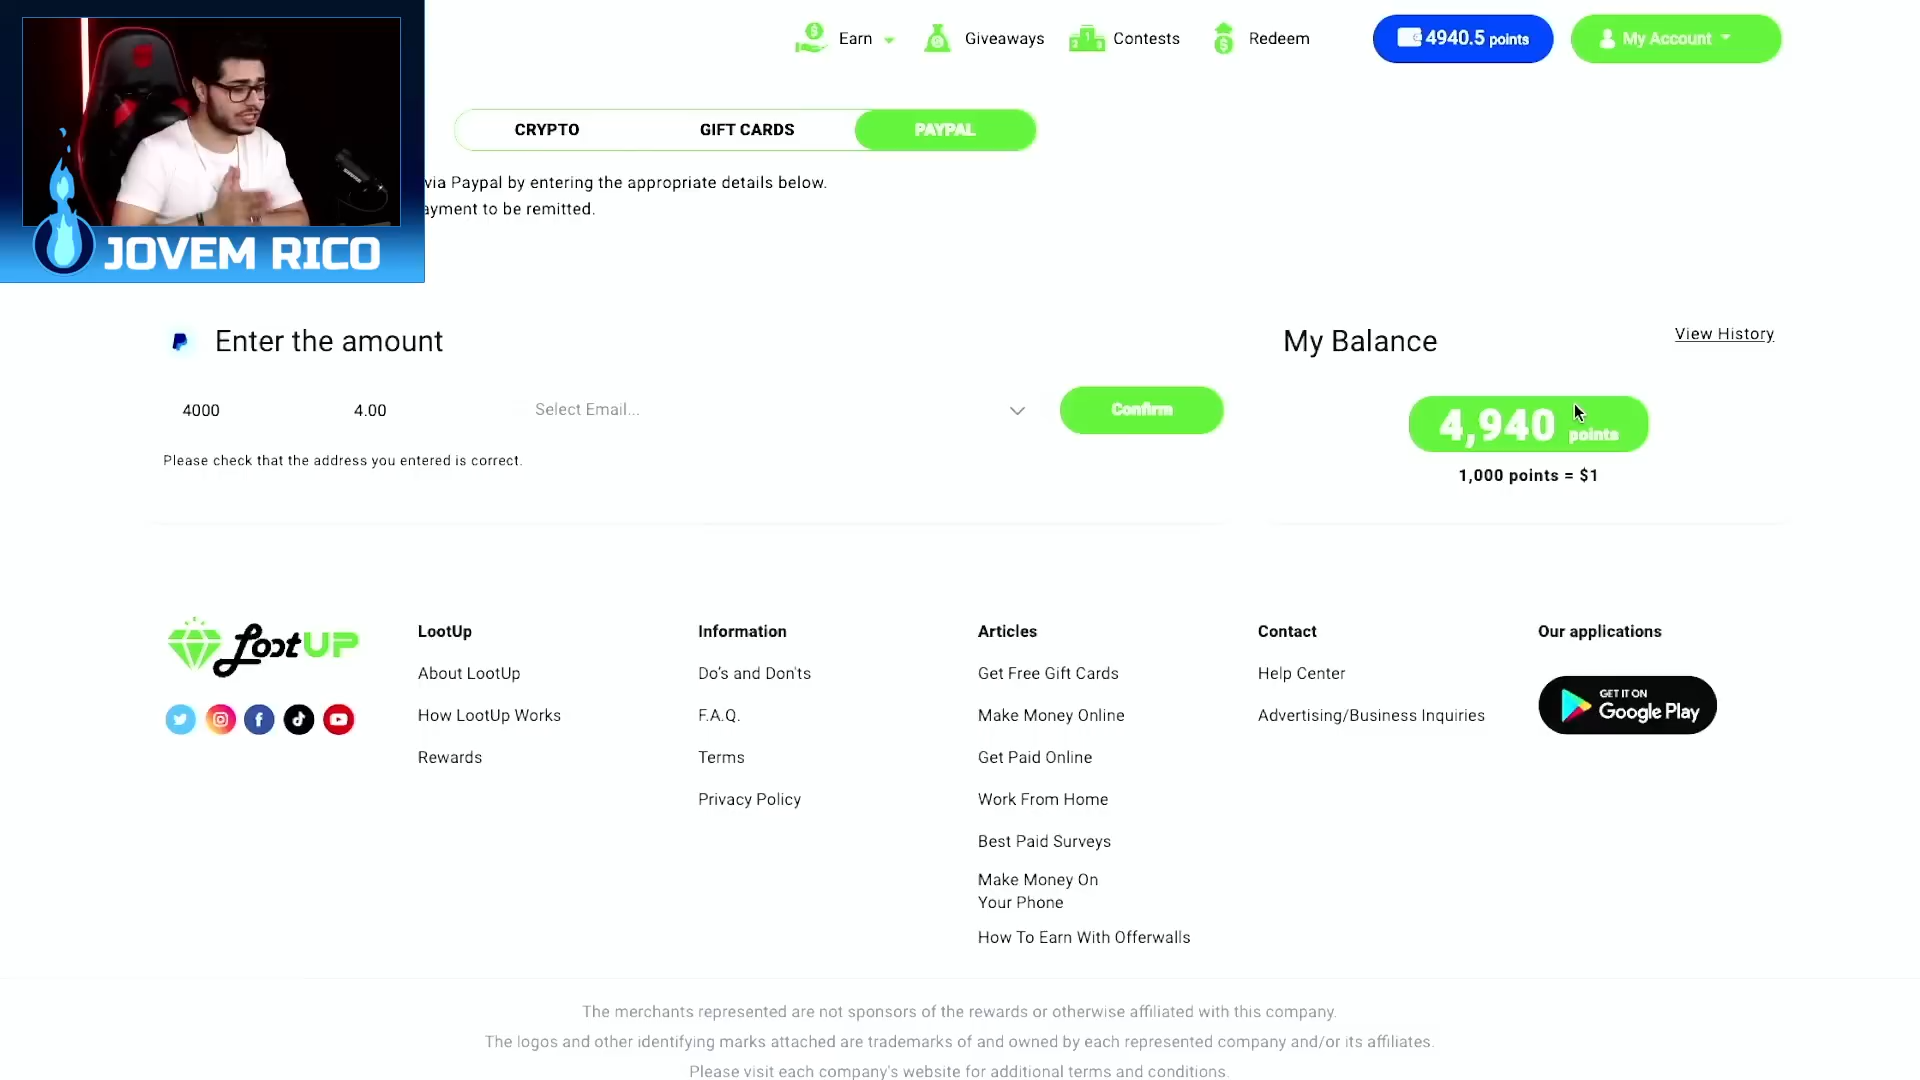 Earn
Giveaways
Contests
Redeem
4940.5 points
My Account
CRYPTO
GIFT CARDS
PAYPAL
via Paypal by entering the appropriate details below.
ayment to be remitted.
JOVEM RICO
Enter the amount
My Balance
View History
4000
4.00
Select Email...
Confirm
4,940 points
Please check that the address you entered is correct.
1,000 points = $1
LootUP
LootUp
About LootUp
How LootUp Works
Rewards
Information
Do's and Don'ts
F.A.Q.
Terms
Privacy Policy
Articles
Get Free Gift Cards
Make Money Online
Get Paid Online
Work From Home
Best Paid Surveys
Make Money On
Your Phone
How To Earn With Offerwalls
Contact
Help Center
Advertising/Business Inquiries
Our applications
GET IT ON
Google Play
The merchants represented are not sponsors of the rewards or otherwise affiliated with this company.
The logos and other identifying marks attached are trademarks of and owned by each represented company and/or its affiliates.
Please visit each company's website for additional terms and conditions.